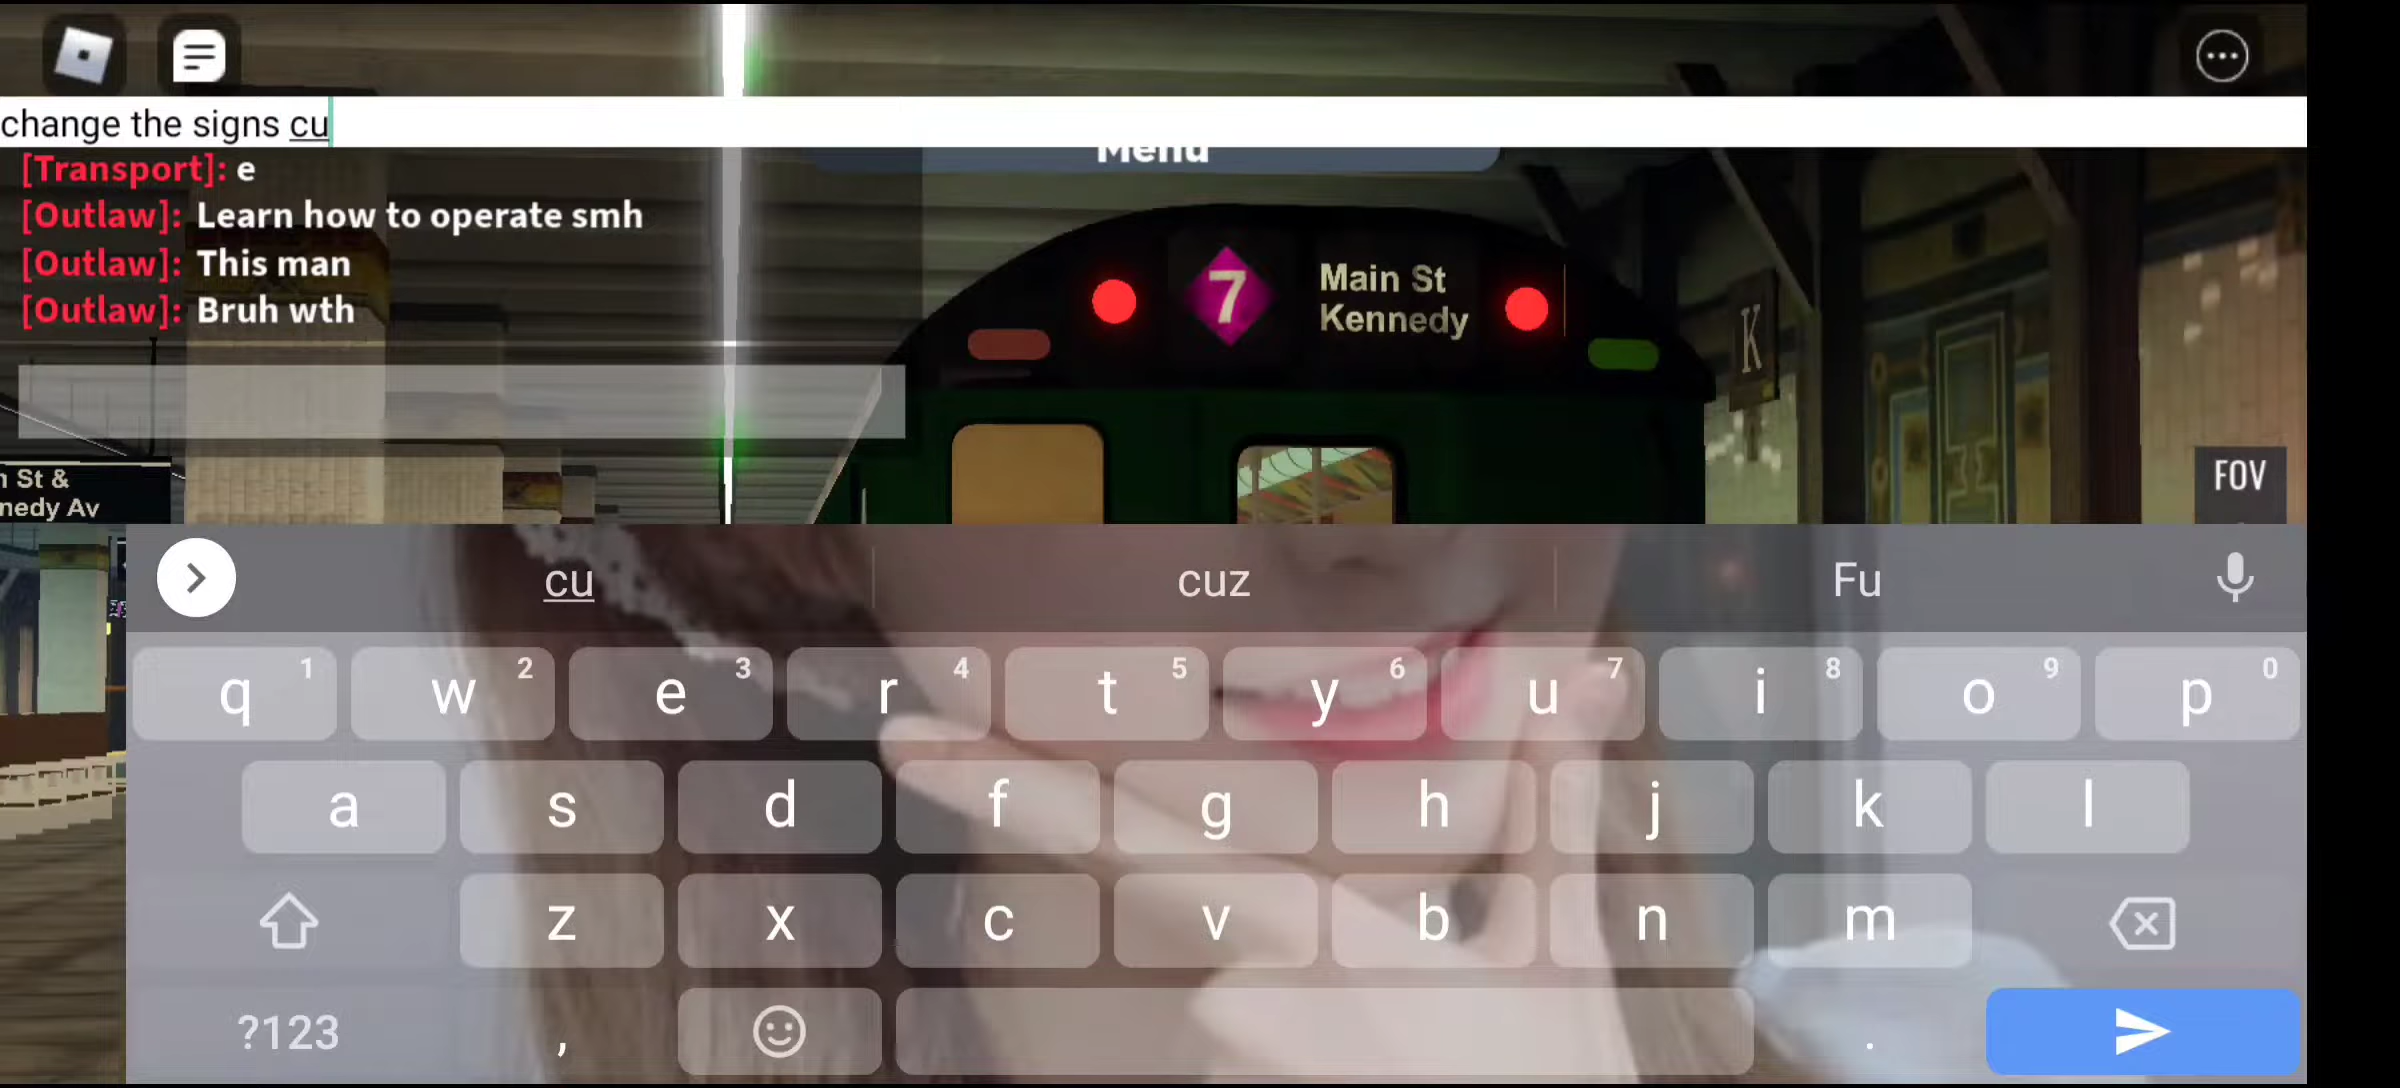 change the signs cu
Menu
[Transport]: e
[Outlaw]: Learn how to operate smh
[Outlaw]: This man
[Outlaw]: Bruh wth
7 Main St
Kennedy
K
St &
nedy Av
FOV
cu cuz Fu
q 1 w 2 e 3 r 4 t 5 y 6 u 7 i 8 o 9 p 0
a s d f g h j k l
z x c v b n m
?123 , .